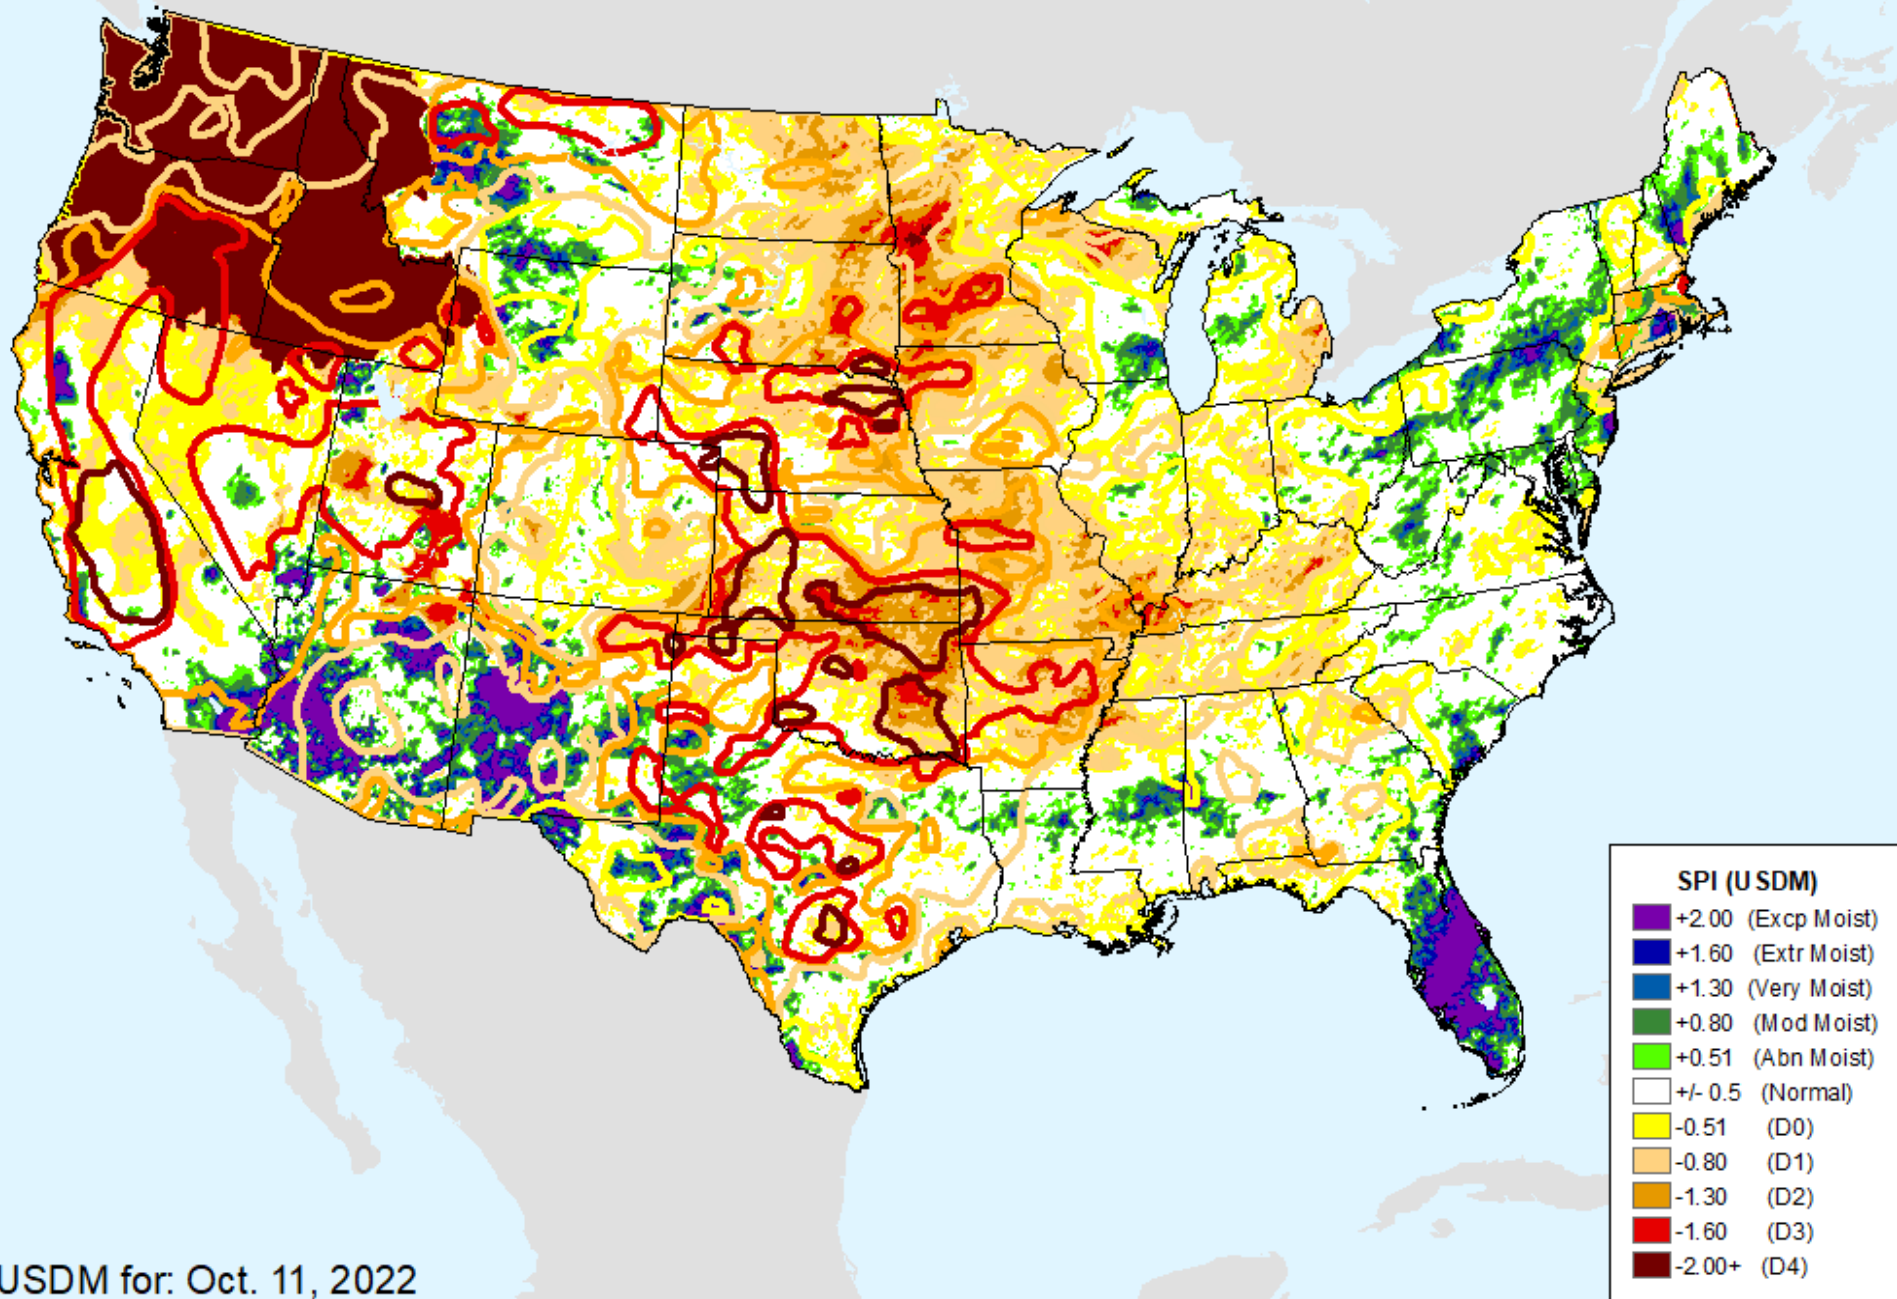 SPI (USDM)
+2.00 (Excp Moist)
+1.60 (Extr Moist)
+1.30 (Very Moist)
+0.80 (Mod Moist)
+0.51 (Abn Moist)
+/- 0.5 (Normal)
-0.51 (D0)
-0.80 (D1)
-1.30 (D2)
-1.60 (D3)
-2.00+ (D4)
USDM for: Oct. 11, 2022